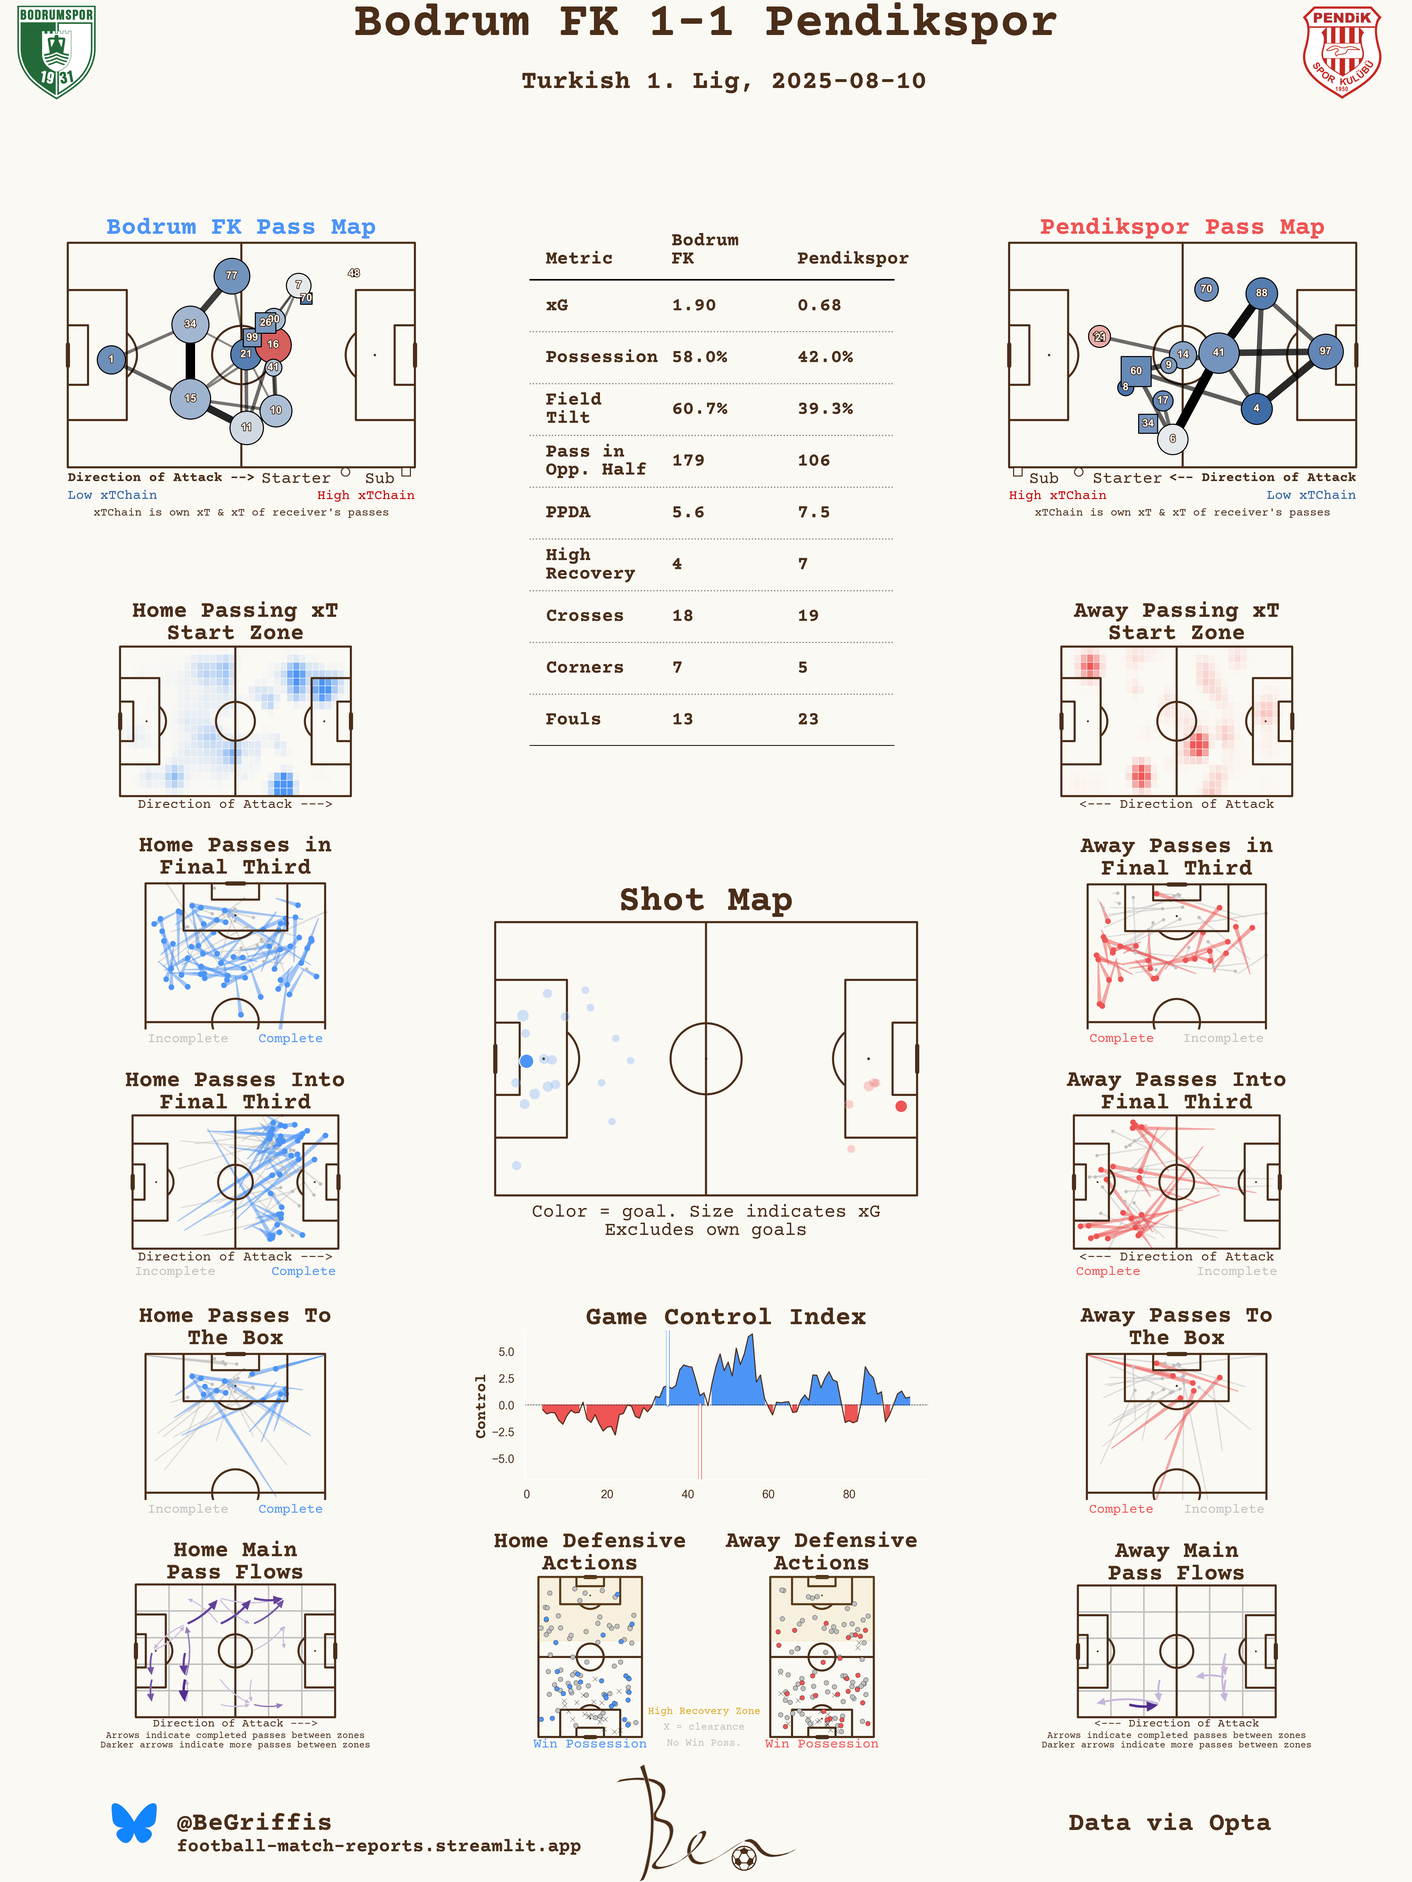 BODRUMSPOR
19 31
Bodrum FK 1-1 Pendikspor
Turkish 1. Lig, 2025-08-10
PENDiK
SPOR KULÜBÜ
1950
Bodrum FK Pass Map
77
7
48
70
34
26
99
16
21
1
41
15
10
11
Direction of Attack --> Starter Sub
Low xTChain High xTChain
xTChain is own xT & xT of receiver's passes
Metric Bodrum FK Pendikspor
xG 1.90 0.68
Possession 58.0% 42.0%
Field Tilt 60.7% 39.3%
Pass in Opp. Half 179 106
PPDA 5.6 7.5
High Recovery 4 7
Crosses 18 19
Corners 7 5
Fouls 13 23
Pendikspor Pass Map
70
88
14
41
97
9
60
8
17
4
34
6
Sub Starter <-- Direction of Attack
High xTChain Low xTChain
xTChain is own xT & xT of receiver's passes
Home Passing xT
Start Zone
Direction of Attack --->
Away Passing xT
Start Zone
<--- Direction of Attack
Home Passes in
Final Third
Incomplete Complete
Away Passes in
Final Third
Complete Incomplete
Shot Map
Color = goal. Size indicates xG
Excludes own goals
Home Passes Into
Final Third
Direction of Attack --->
Incomplete Complete
Away Passes Into
Final Third
<--- Direction of Attack
Complete Incomplete
Home Passes To
The Box
Incomplete Complete
Game Control Index
Control
5.0
2.5
0.0
−2.5
−5.0
0 20 40 60 80
Away Passes To
The Box
Complete Incomplete
Home Main
Pass Flows
Direction of Attack --->
Arrows indicate completed passes between zones
Darker arrows indicate more passes between zones
Home Defensive
Actions
Win Possession
Away Defensive
Actions
Win Possession
High Recovery Zone
X = clearance
No Win Poss.
Away Main
Pass Flows
<--- Direction of Attack
Arrows indicate completed passes between zones
Darker arrows indicate more passes between zones
@BeGriffis
football-match-reports.streamlit.app
Ben
Data via Opta